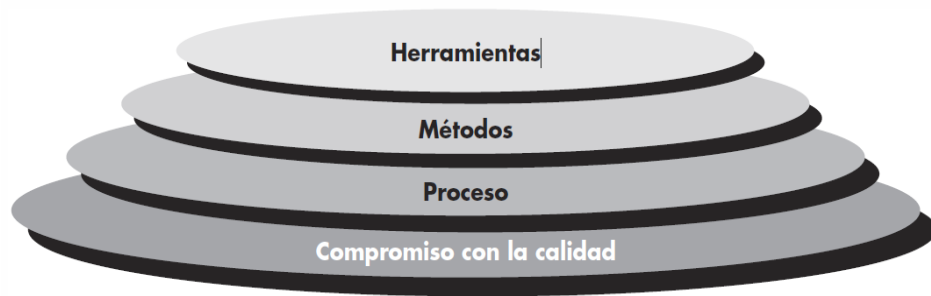 Herramientas
Métodos
Proceso
Compromiso con la calidad